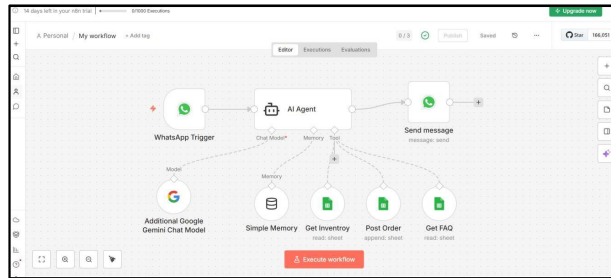 14 days left in your n8n trial
0/1000 Executions
Upgrade now
Personal / My workflow + Add tag
0 / 3
Publish
Saved
Star
166,051
Editor
Executions
Evaluations
AI Agent
WhatsApp Trigger
Chat Model*
Memory
Tool
Send message
message: send
Model
Memory
Additional Google
Gemini Chat Model
Simple Memory
Get Inventroy
read: sheet
Post Order
append: sheet
Get FAQ
read: sheet
Execute workflow